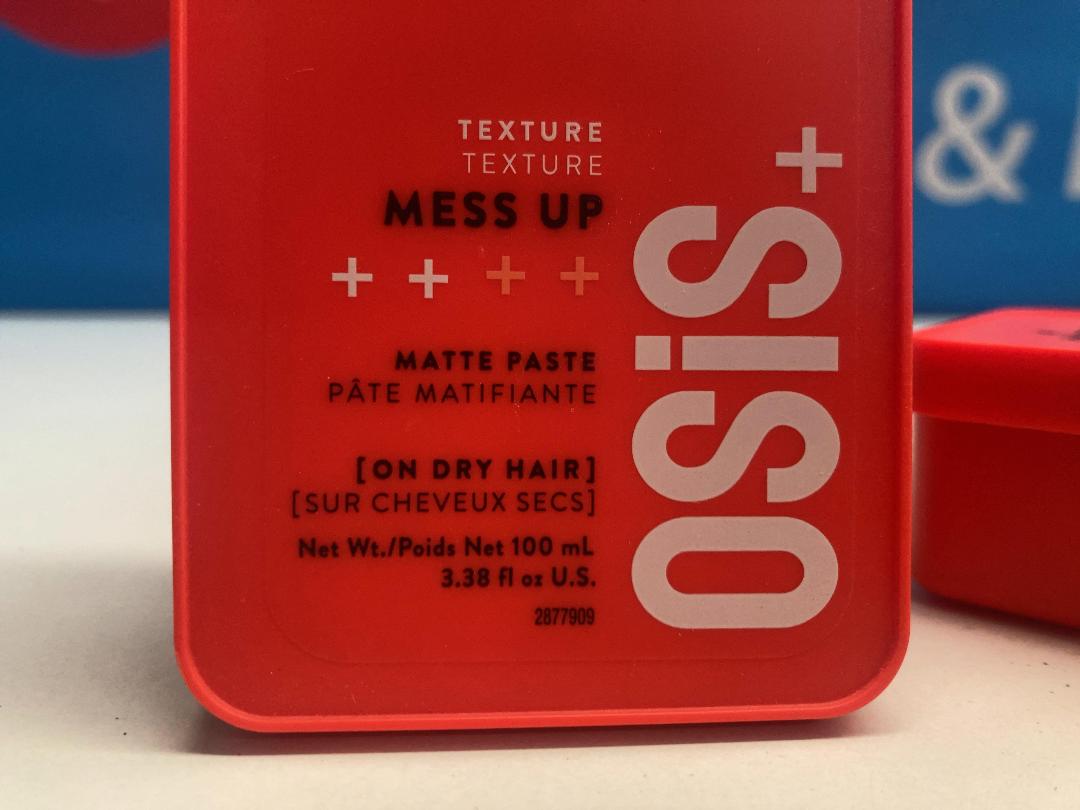 TEXTURE
TEXTURE
MESS UP
++++
MATTE PASTE
PÂTE MATIFIANTE
[ON DRY HAIR]
[SUR CHEVEUX SECS]
Net Wt./Poids Net 100 mL
3.38 fl oz U.S.
2877909
OSiS+
&